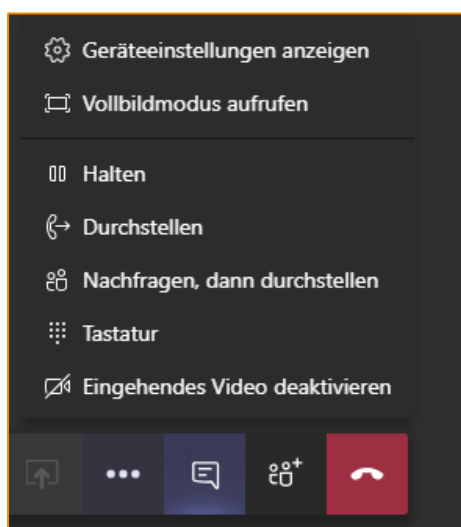 Geräteeinstellungen anzeigen
Vollbildmodus aufrufen
Halten
Durchstellen
Nachfragen, dann durchstellen
Tastatur
Eingehendes Video deaktivieren